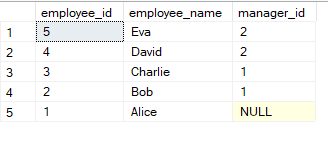 employee_id employee_name manager_id
1 5 Eva 2
2 4 David 2
3 3 Charlie 1
4 2 Bob 1
5 1 Alice NULL